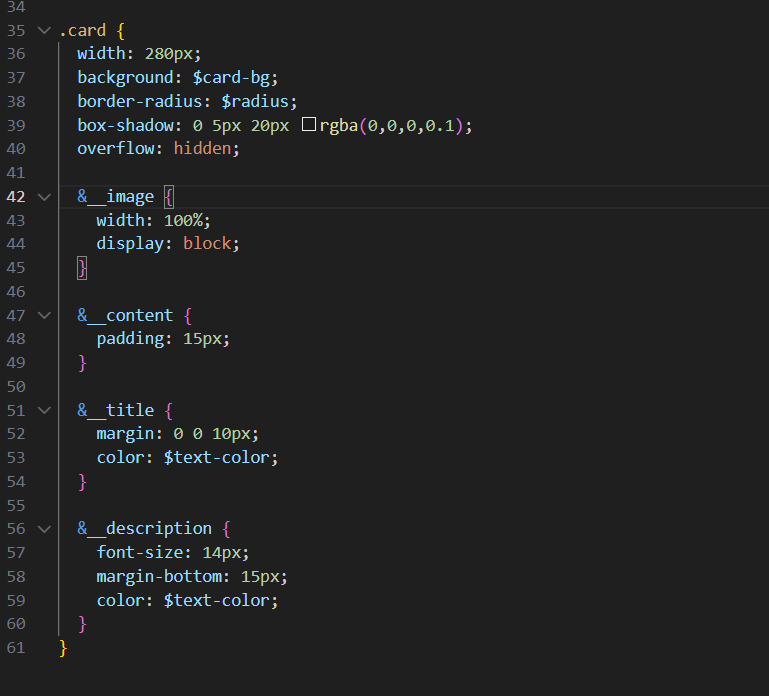 34
35 .card {
36   width: 280px;
37   background: $card-bg;
38   border-radius: $radius;
39   box-shadow: 0 5px 20px rgba(0,0,0,0.1);
40   overflow: hidden;
41
42   &__image {
43     width: 100%;
44     display: block;
45   }
46
47   &__content {
48     padding: 15px;
49   }
50
51   &__title {
52     margin: 0 0 10px;
53     color: $text-color;
54   }
55
56   &__description {
57     font-size: 14px;
58     margin-bottom: 15px;
59     color: $text-color;
60   }
61 }